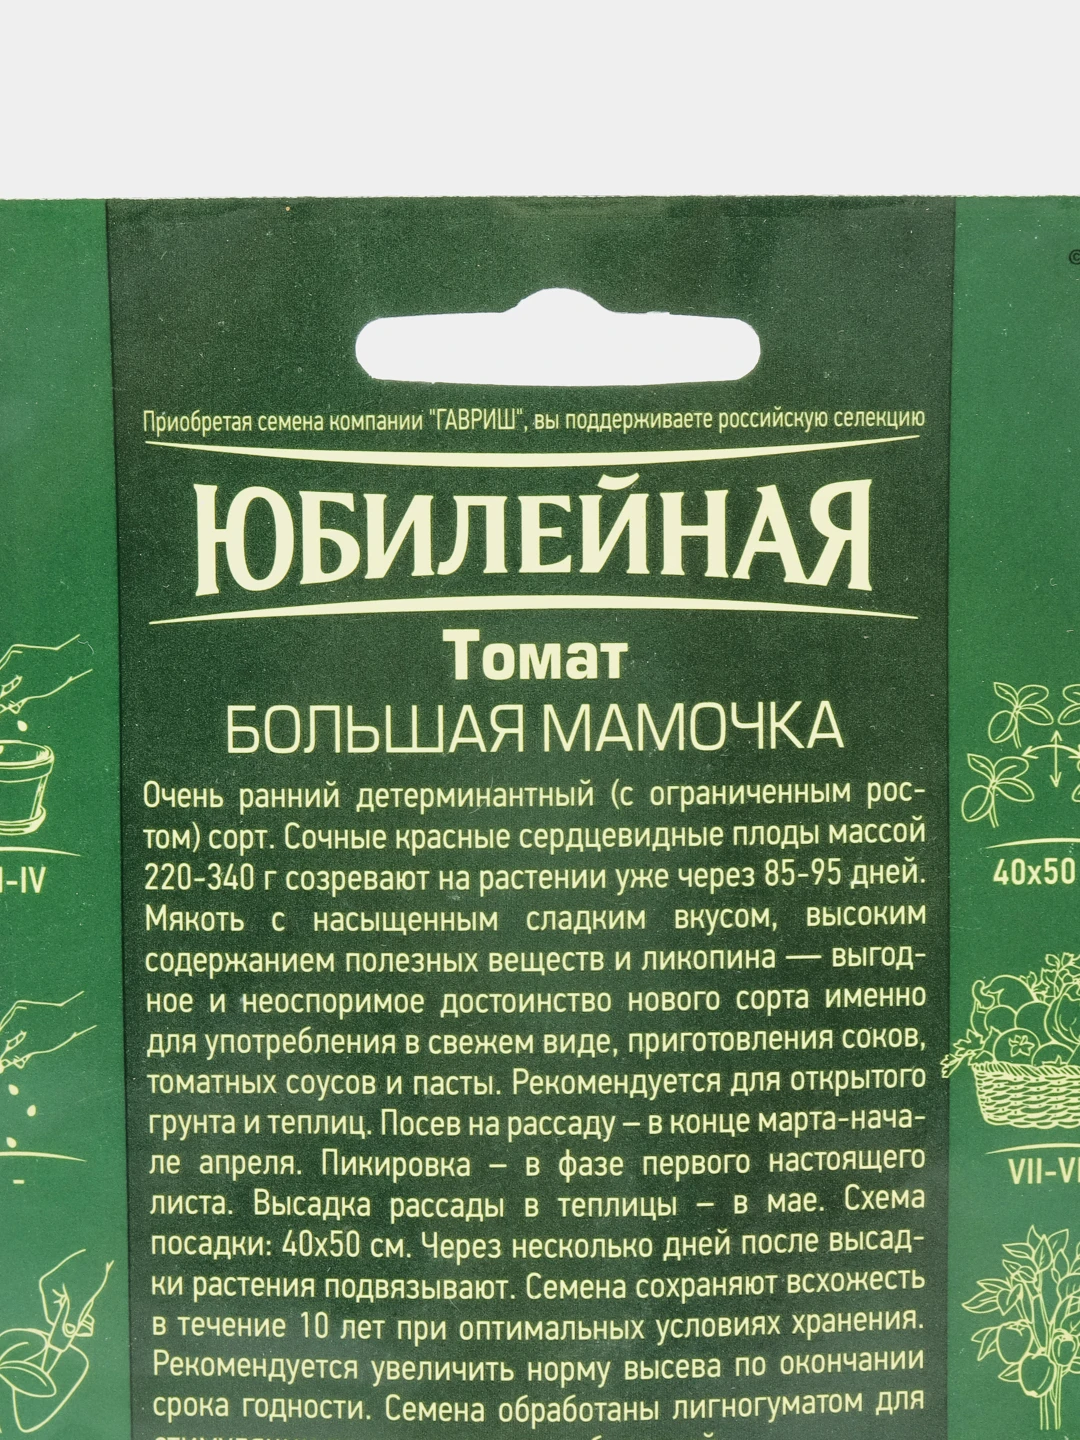 ©
Приобретая семена компании "ГАВРИШ", вы поддерживаете российскую селекцию
ЮБИЛЕЙНАЯ
Томат
БОЛЬШАЯ МАМОЧКА
Очень ранний детерминантный (с ограниченным рос-
том) сорт. Сочные красные сердцевидные плоды массой
220-340 г созревают на растении уже через 85-95 дней.
Мякоть с насыщенным сладким вкусом, высоким
содержанием полезных веществ и ликопина — выгод-
ное и неоспоримое достоинство нового сорта именно
для употребления в свежем виде, приготовления соков,
томатных соусов и пасты. Рекомендуется для открытого
грунта и теплиц. Посев на рассаду – в конце марта-нача-
ле апреля. Пикировка – в фазе первого настоящего
листа. Высадка рассады в теплицы – в мае. Схема
посадки: 40х50 см. Через несколько дней после высад-
ки растения подвязывают. Семена сохраняют всхожесть
в течение 10 лет при оптимальных условиях хранения.
Рекомендуется увеличить норму высева по окончании
срока годности. Семена обработаны лигногуматом для
-IV
-
40х50
VII-VI